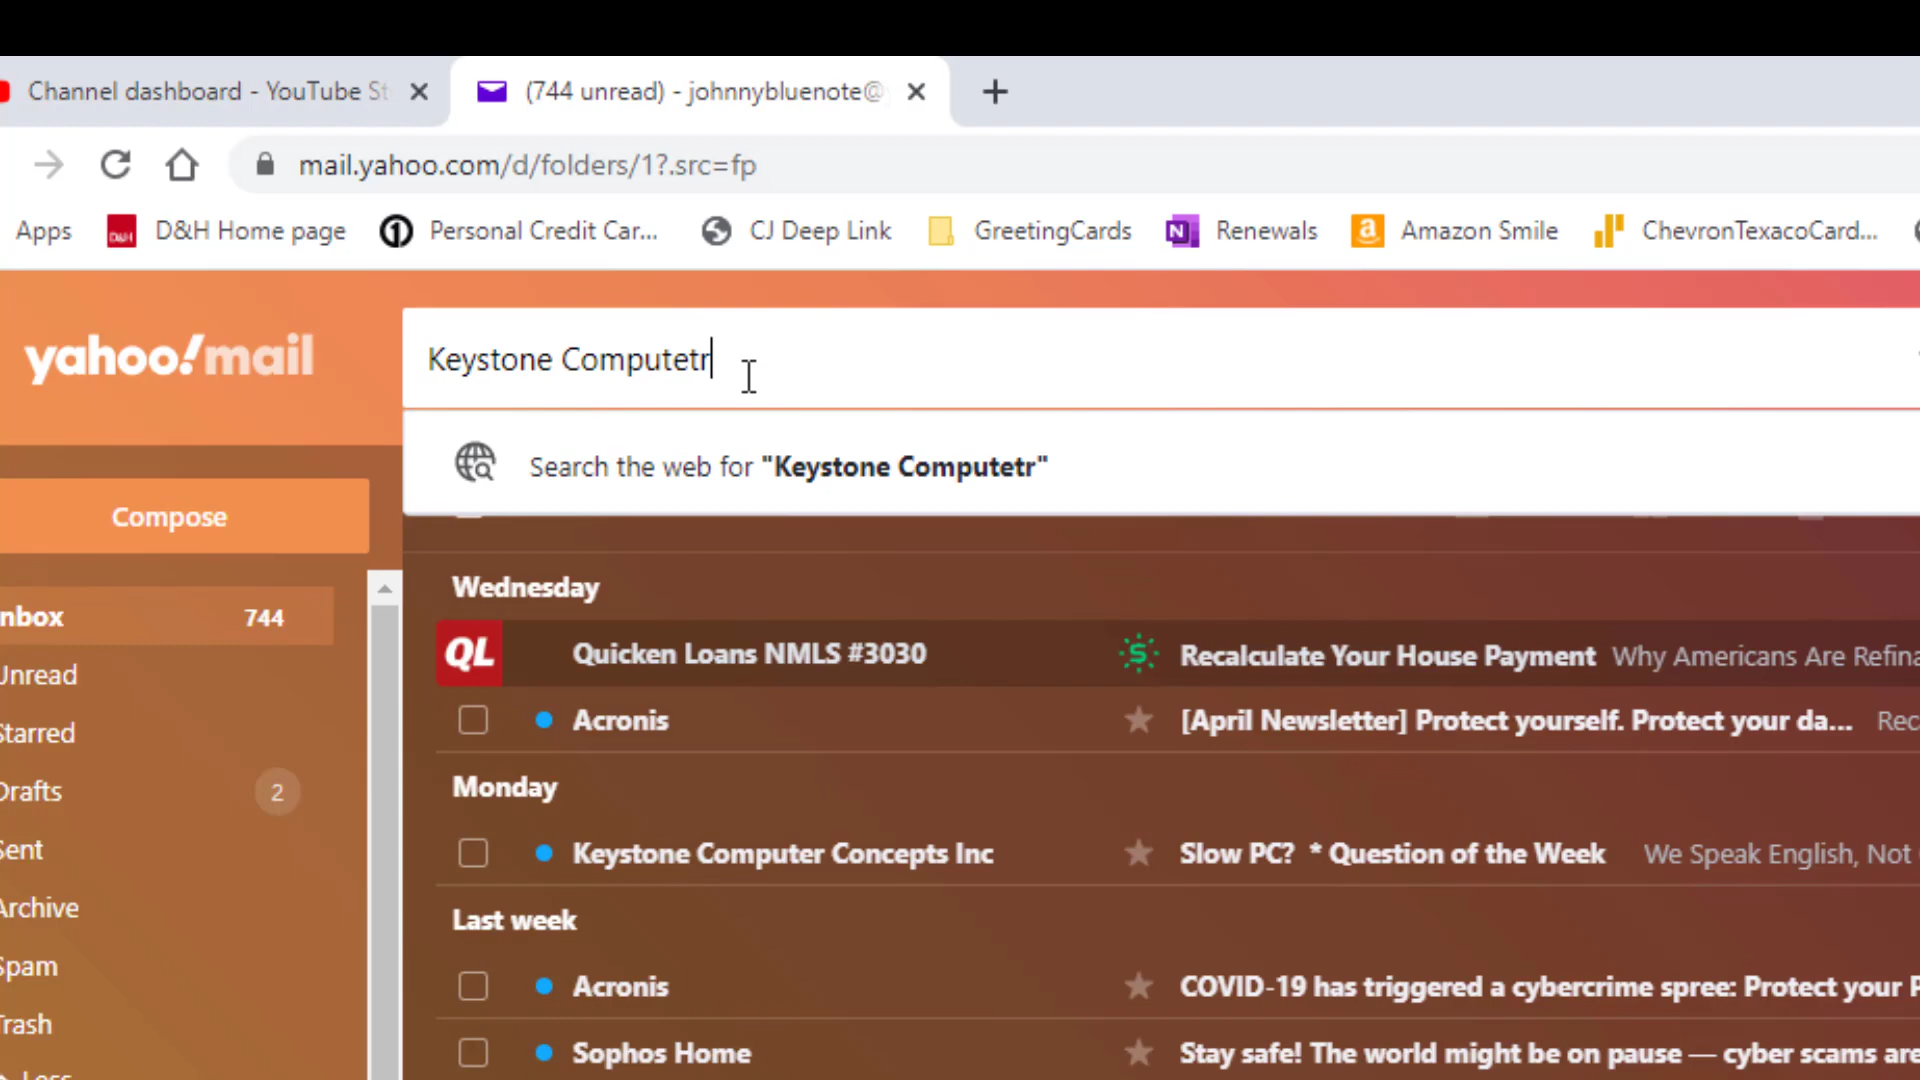 Channel dashboard - YouTube St
(744 unread) - johnnybluenote@
mail.yahoo.com/d/folders/1?.src=fp
Apps
D&H
D&H Home page
Personal Credit Car...
CJ Deep Link
GreetingCards
N
Renewals
a
Amazon Smile
ChevronTexacoCard...
yahoo!mail
Keystone Computetr
Search the web for "Keystone Computetr"
Compose
nbox 744
Unread
Starred
Drafts 2
Sent
Archive
Spam
Trash
Less
Wednesday
QL Quicken Loans NMLS #3030 S Recalculate Your House Payment Why Americans Are Refina
Acronis [April Newsletter] Protect yourself. Protect your da... Rec
Monday
Keystone Computer Concepts Inc Slow PC? * Question of the Week We Speak English, Not
Last week
Acronis COVID-19 has triggered a cybercrime spree: Protect your P
Sophos Home Stay safe! The world might be on pause — cyber scams are